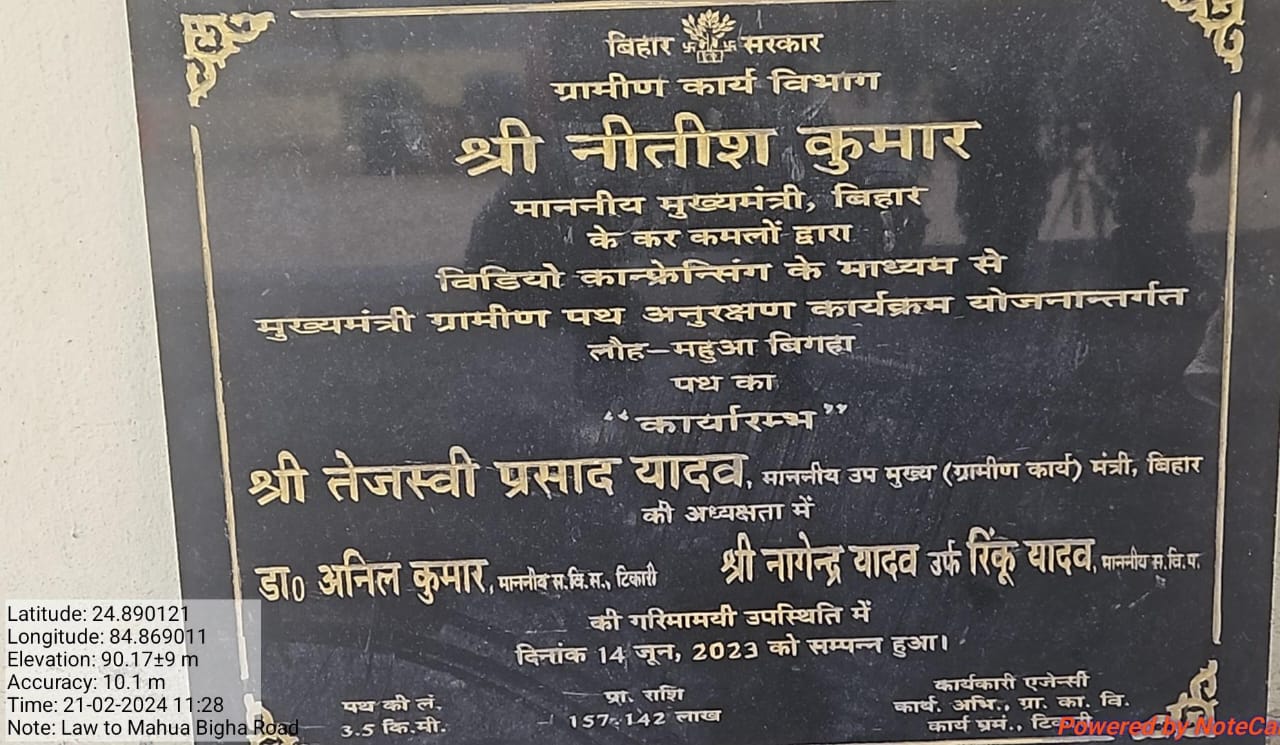 बिहार सरकार
ग्रामीण कार्य विभाग
श्री नीतीश कुमार
माननीय मुख्यमंत्री, बिहार
के कर कमलों द्वारा
विडियो कान्फ्रेन्सिंग के माध्यम से
मुख्यमंत्री ग्रामीण पथ अनुरक्षण कार्यक्रम योजनान्तर्गत
लौह-महुआ बिगहा
पथ का
“कार्यारम्भ”
श्री तेजस्वी प्रसाद यादव, माननीय उप मुख्य (ग्रामीण कार्य) मंत्री, बिहार
की अध्यक्षता में
डा० अनिल कुमार, माननीय स.वि.स., टिकारी
श्री नागेन्द्र यादव उर्फ रिंकू यादव, माननीय स.वि.प.
की गरिमामयी उपस्थिति में
दिनांक 14 जून, 2023 को सम्पन्न हुआ।
पथ की लं.
3.5 कि.मी.
प्रा. राशि
157.142 लाख
कार्यकारी एजेन्सी
कार्य. अभि., ग्रा. का. वि.
कार्य प्रमं.,
Latitude: 24.890121
Longitude: 84.869011
Elevation: 90.17±9 m
Accuracy: 10.1 m
Time: 21-02-2024 11:28
Note: Law to Mahua Bigha Road
Powered by NoteCa